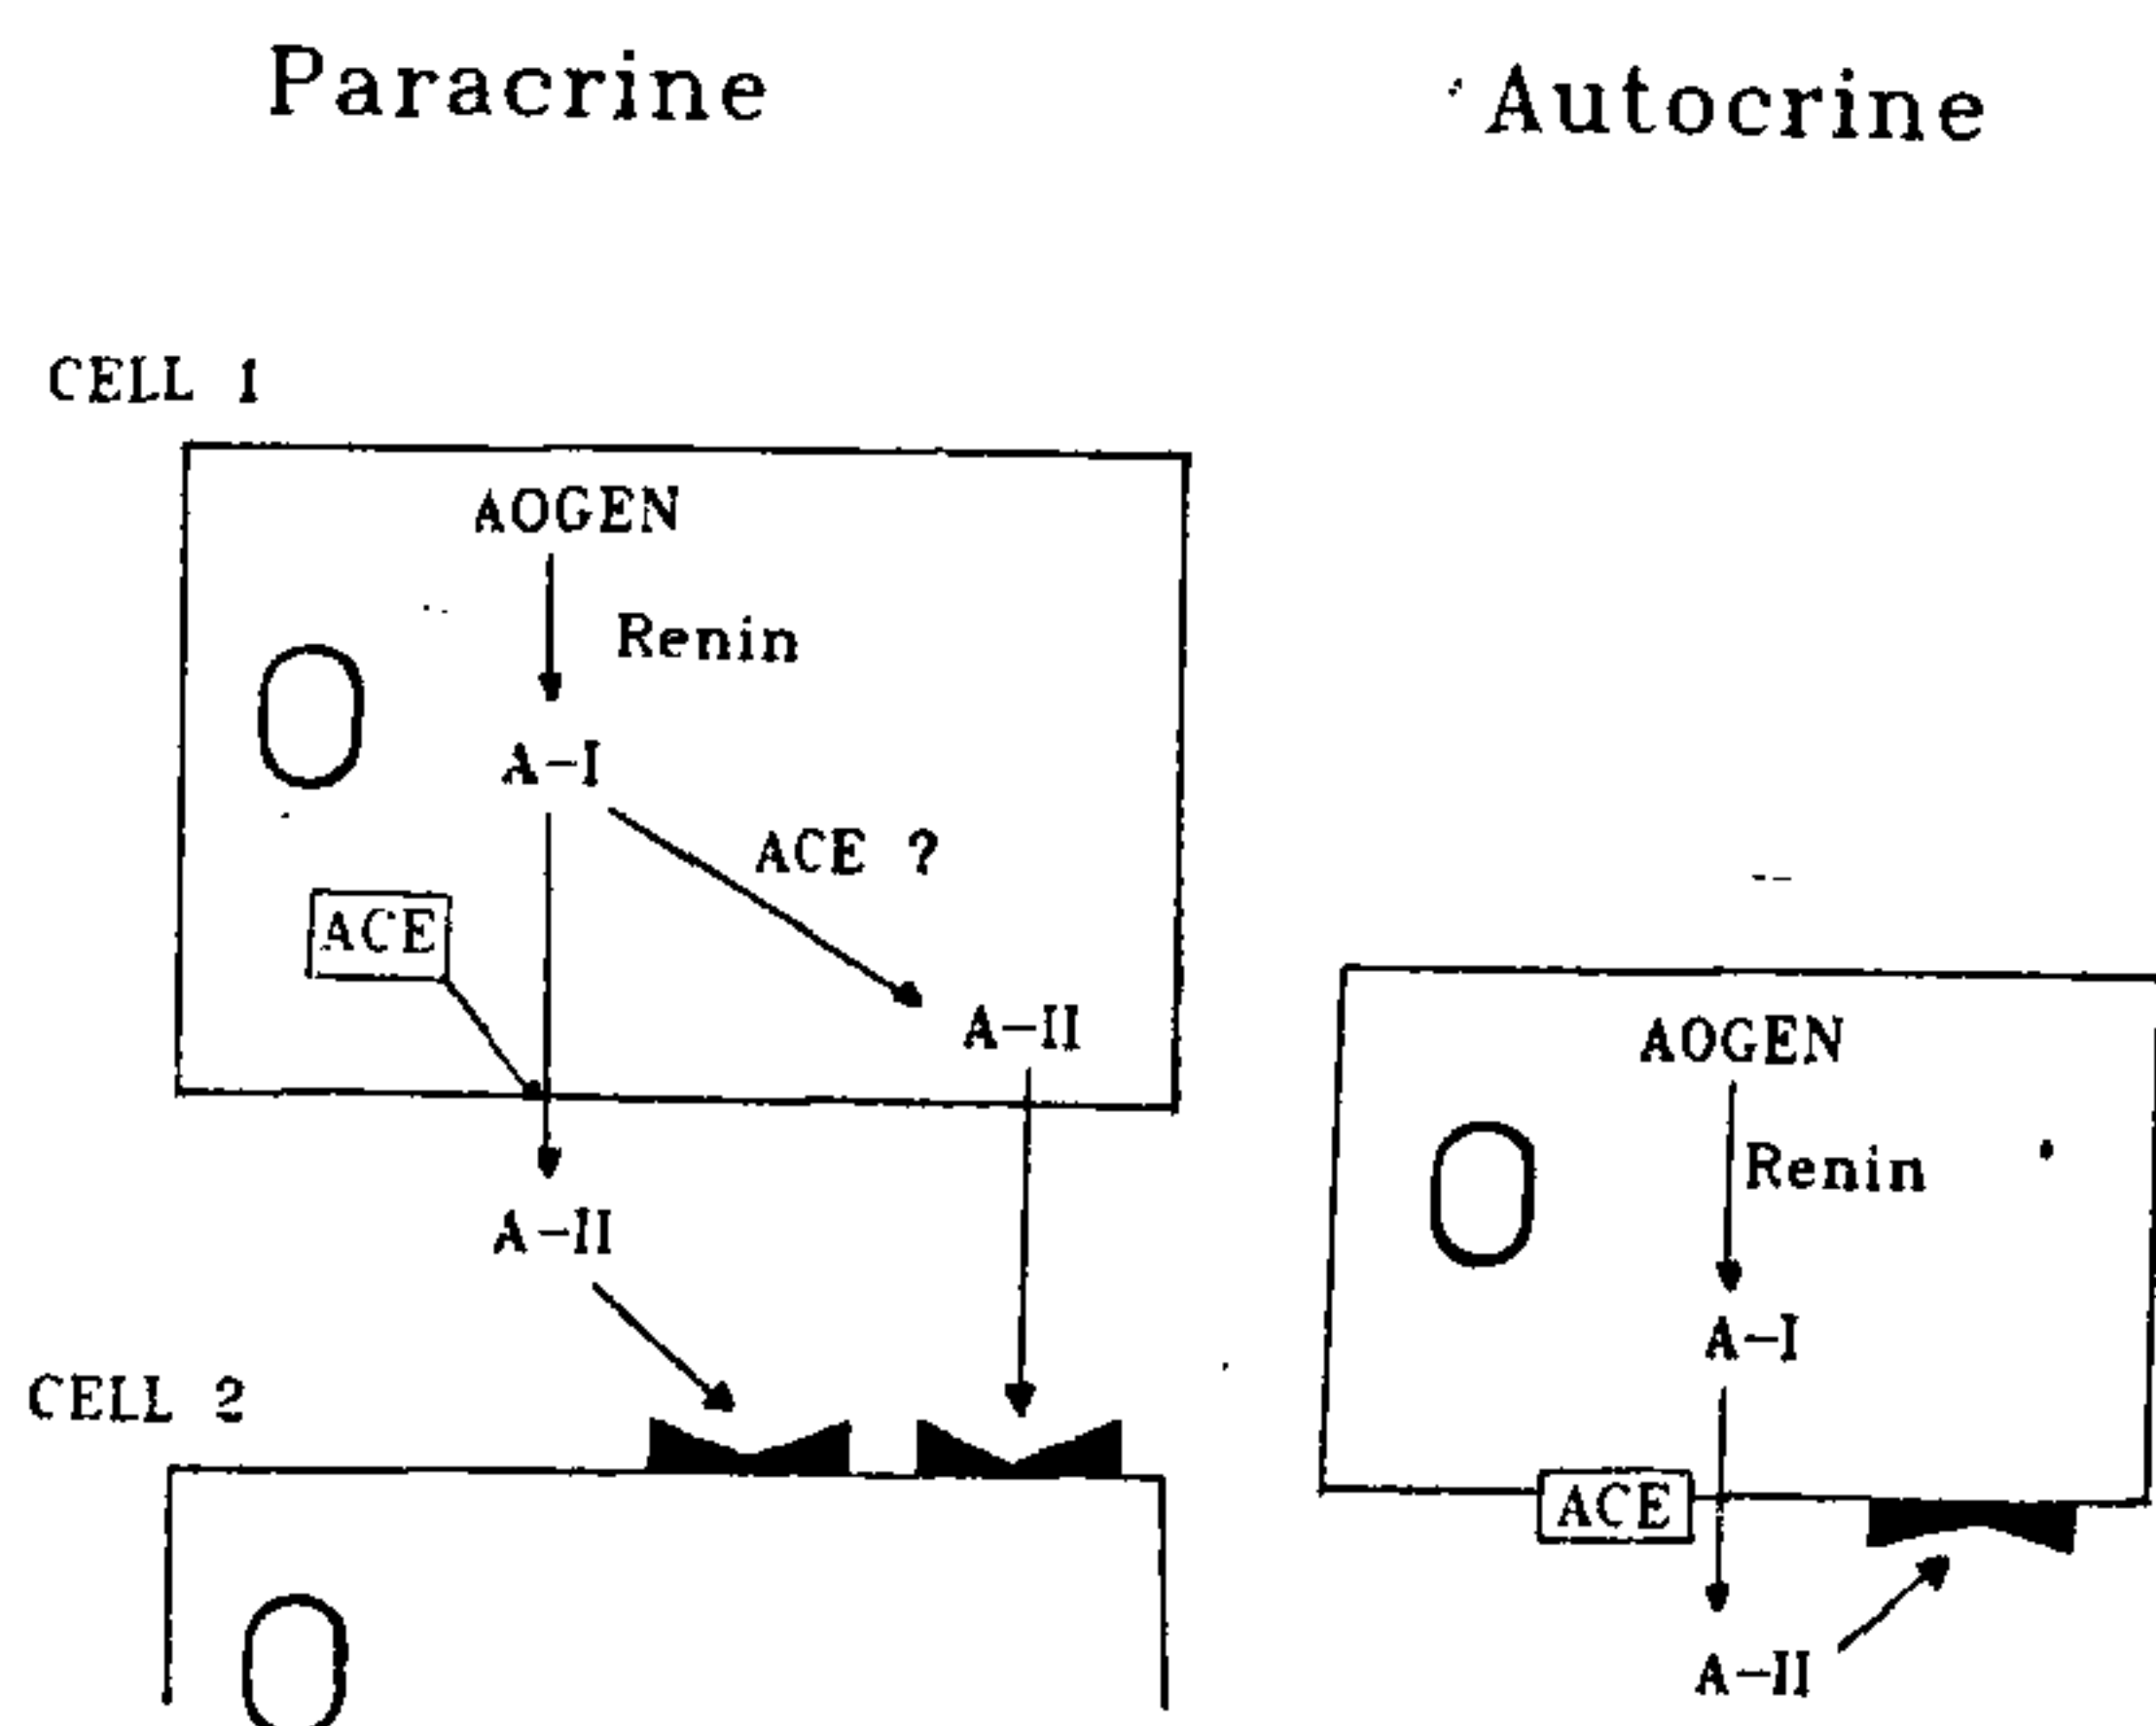 Paracrine
Autocrine
CELL 1
AOGEN
Renin
A-I
ACE ?
ACE
A-II
A-II
CELL 2
AOGEN
Renin
A-I
ACE
A-II